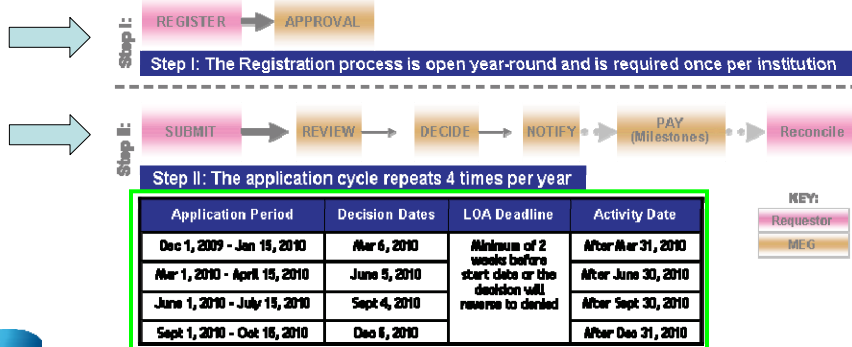 Step I:
REGISTER
APPROVAL
Step I: The Registration process is open year-round and is required once per institution
Step II:
SUBMIT
REVIEW
DECIDE
NOTIFY
PAY
(Milestones)
Reconcile
Step II: The application cycle repeats 4 times per year
KEY:
Requestor
MEG
Application Period Decision Dates LOA Deadline Activity Date
Dec 1, 2009 - Jan 15, 2010 Mar 6, 2010 Minimum of 2 weeks before start date or the decision will reverse to denied After Mar 31, 2010
Mar 1, 2010 - April 15, 2010 June 5, 2010 After June 30, 2010
June 1, 2010 - July 15, 2010 Sept 4, 2010 After Sept 30, 2010
Sept 1, 2010 - Oct 15, 2010 Dec 2010 After Dec 31, 2010